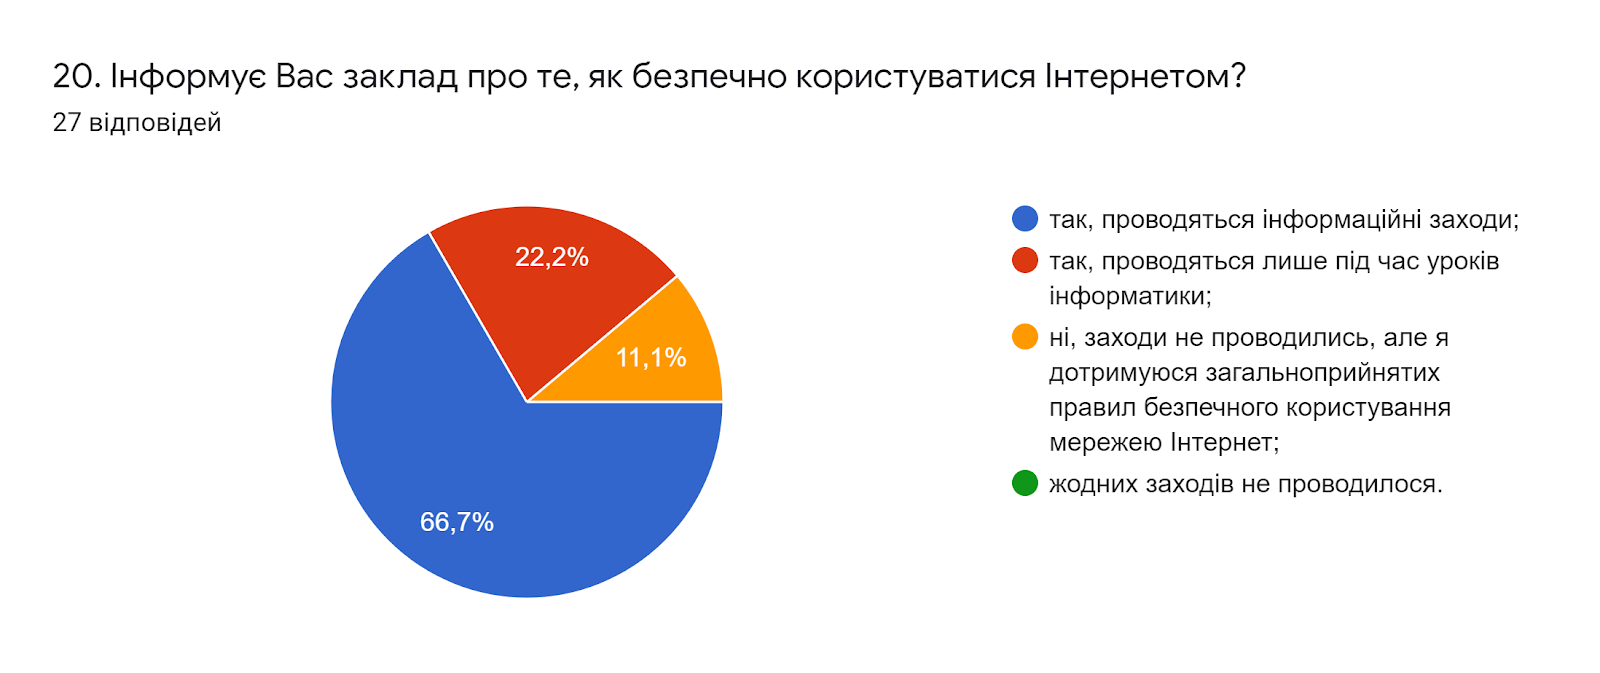 20. Інформує Вас заклад про те, як безпечно користуватися Інтернетом?
27 відповідей
так, проводяться інформаційні заходи;
так, проводяться лише під час уроків
інформатики;
ні, заходи не проводились, але я
дотримуюся загальноприйнятих
правил безпечного користування
мережею Інтернет;
жодних заходів не проводилося.
22,2%
11,1%
66,7%